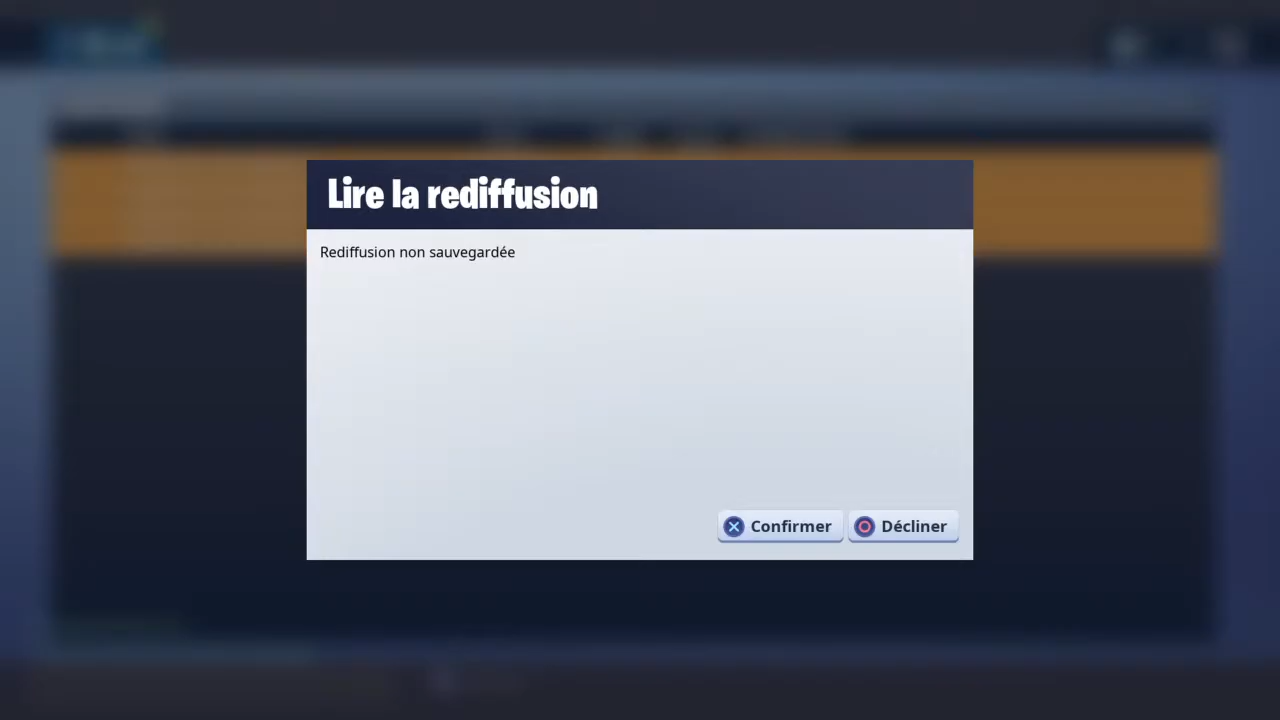 Lire la rediffusion
Rediffusion non sauvegardée
Confirmer
Décliner